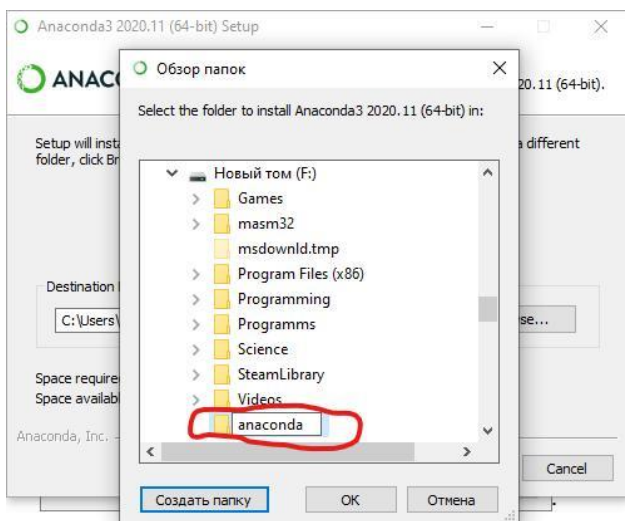 Anaconda3 2020.11 (64-bit) Setup
Обзор папок
ANAC
20.11 (64-bit).
Select the folder to install Anaconda3 2020.11 (64-bit) in:
Setup will inst
a different
folder, click Br
Новый том (F:)
Games
masm32
msdownld.tmp
Program Files (x86)
Programming
Programms
Science
SteamLibrary
Videos
anaconda
Destination
C:\Users\
se...
Space require
Space availab
Anaconda, Inc.
Cancel
Создать папку
OK
Отмена